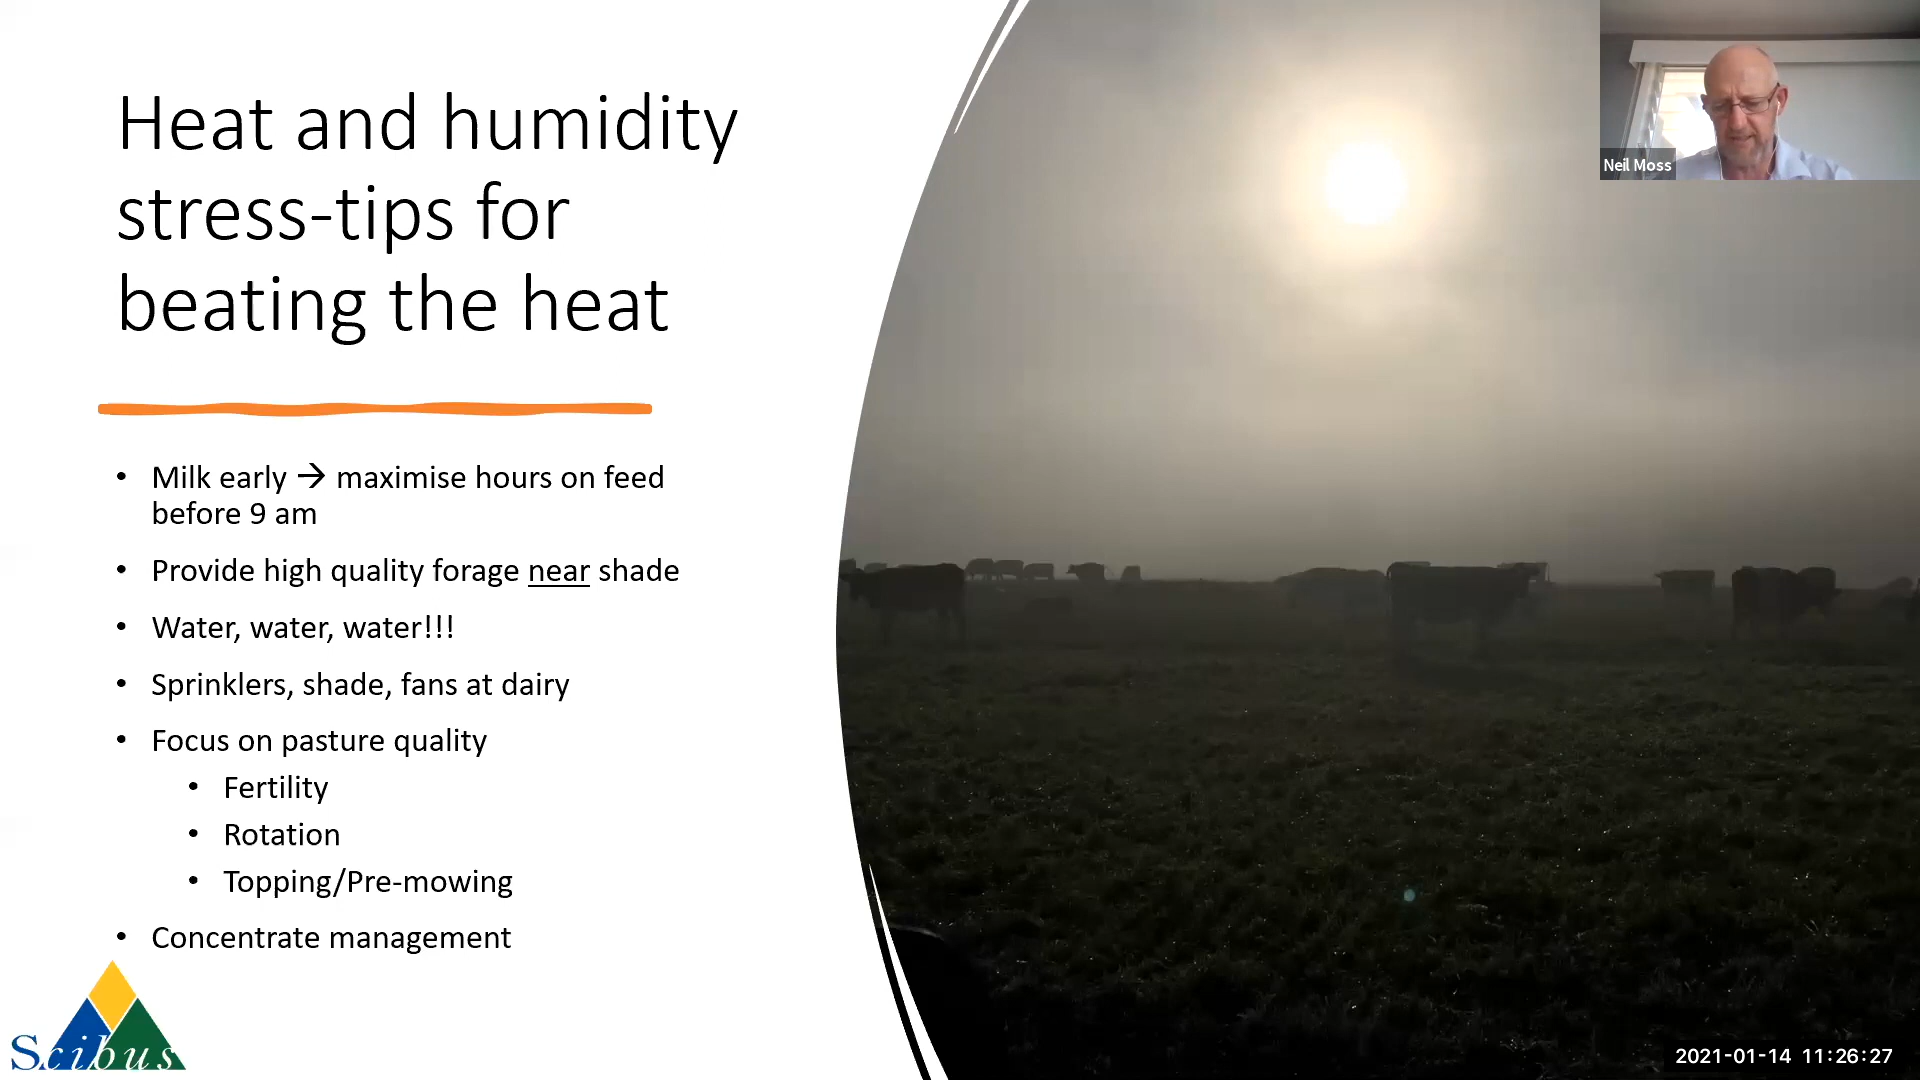 Heat and humidity
stress-tips for
beating the heat
• Milk early → maximise hours on feed
before 9 am
• Provide high quality forage near shade
• Water, water, water!!!
• Sprinklers, shade, fans at dairy
• Focus on pasture quality
• Fertility
• Rotation
• Topping/Pre-mowing
• Concentrate management
Scibus
Neil Moss
2021-01-14 11:26:27